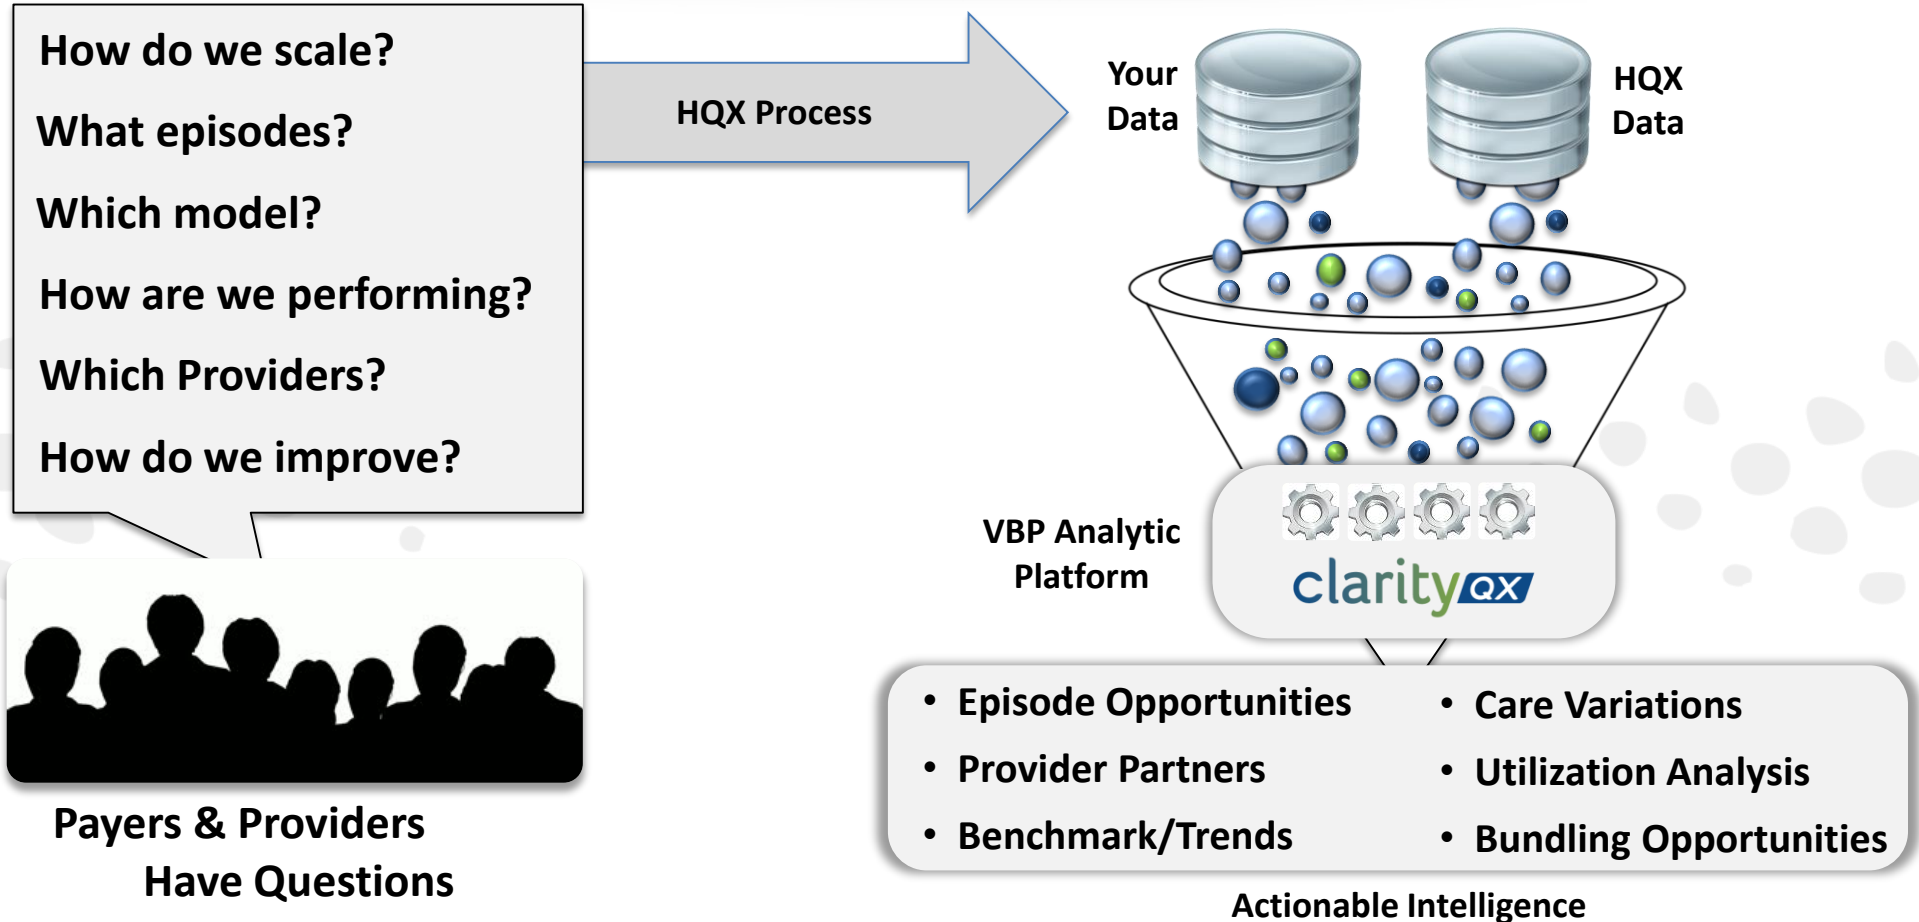 How do we scale?
What episodes?
Which model?
How are we performing?
Which Providers?
How do we improve?
Payers & Providers
Have Questions
HQX Process
Your
Data
HQX
Data
VBP Analytic
Platform
clarityQX
• Episode Opportunities
• Provider Partners
• Benchmark/Trends
• Care Variations
• Utilization Analysis
• Bundling Opportunities
Actionable Intelligence